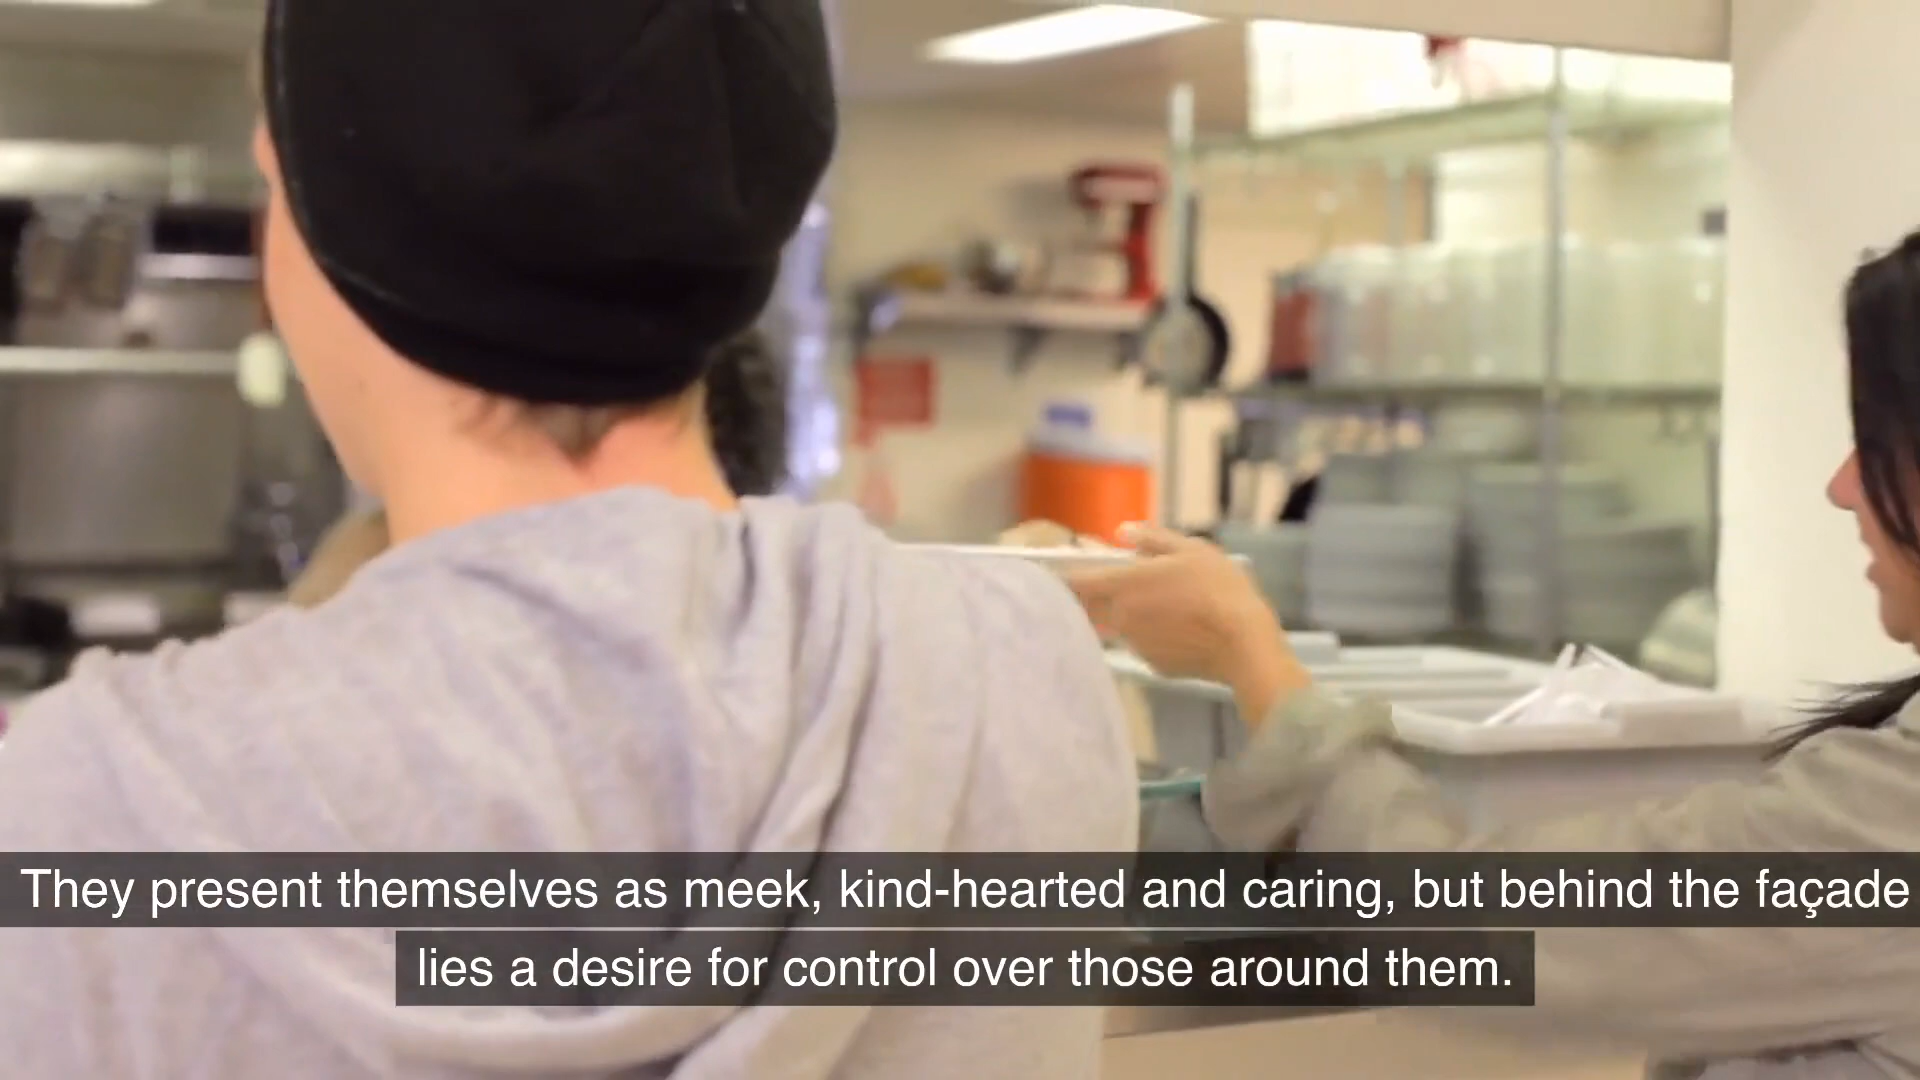 They present themselves as meek, kind-hearted and caring, but behind the façade
lies a desire for control over those around them.